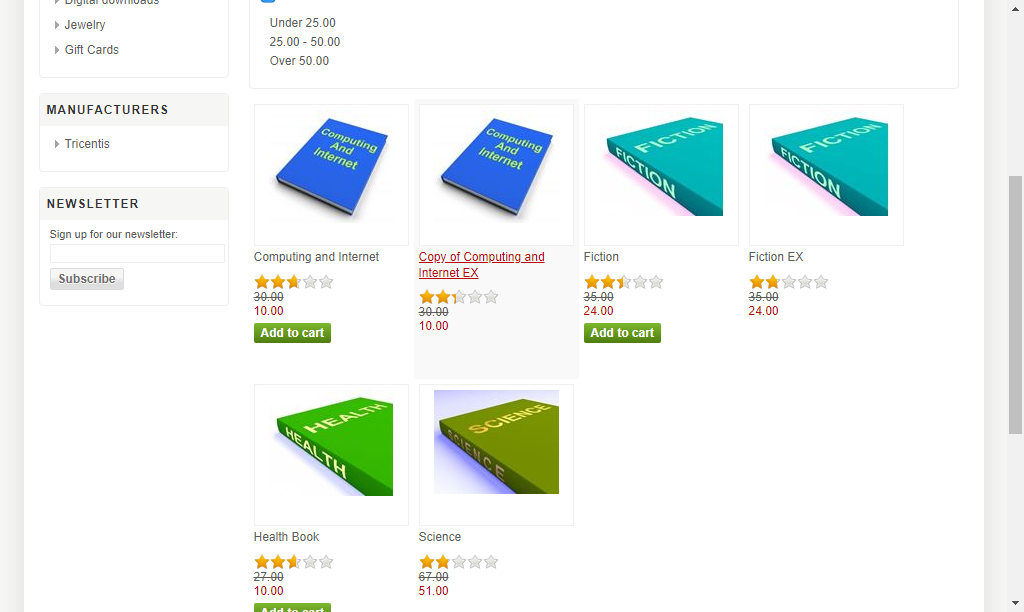 Digital downloads
Jewelry
Gift Cards
MANUFACTURERS
Tricentis
NEWSLETTER
Sign up for our newsletter:
Subscribe
Under 25.00
25.00 - 50.00
Over 50.00
Computing
And
Internet
Computing and Internet
30.00
10.00
Add to cart
Computing
And
Internet
Copy of Computing and
Internet EX
30.00
10.00
FICTION
FICTION
Fiction
35.00
24.00
Add to cart
FICTION
FICTION
Fiction EX
35.00
24.00
HEALTH
HEALTH
Health Book
27.00
10.00
Add to cart
SCIENCE
SCIENCE
Science
67.00
51.00